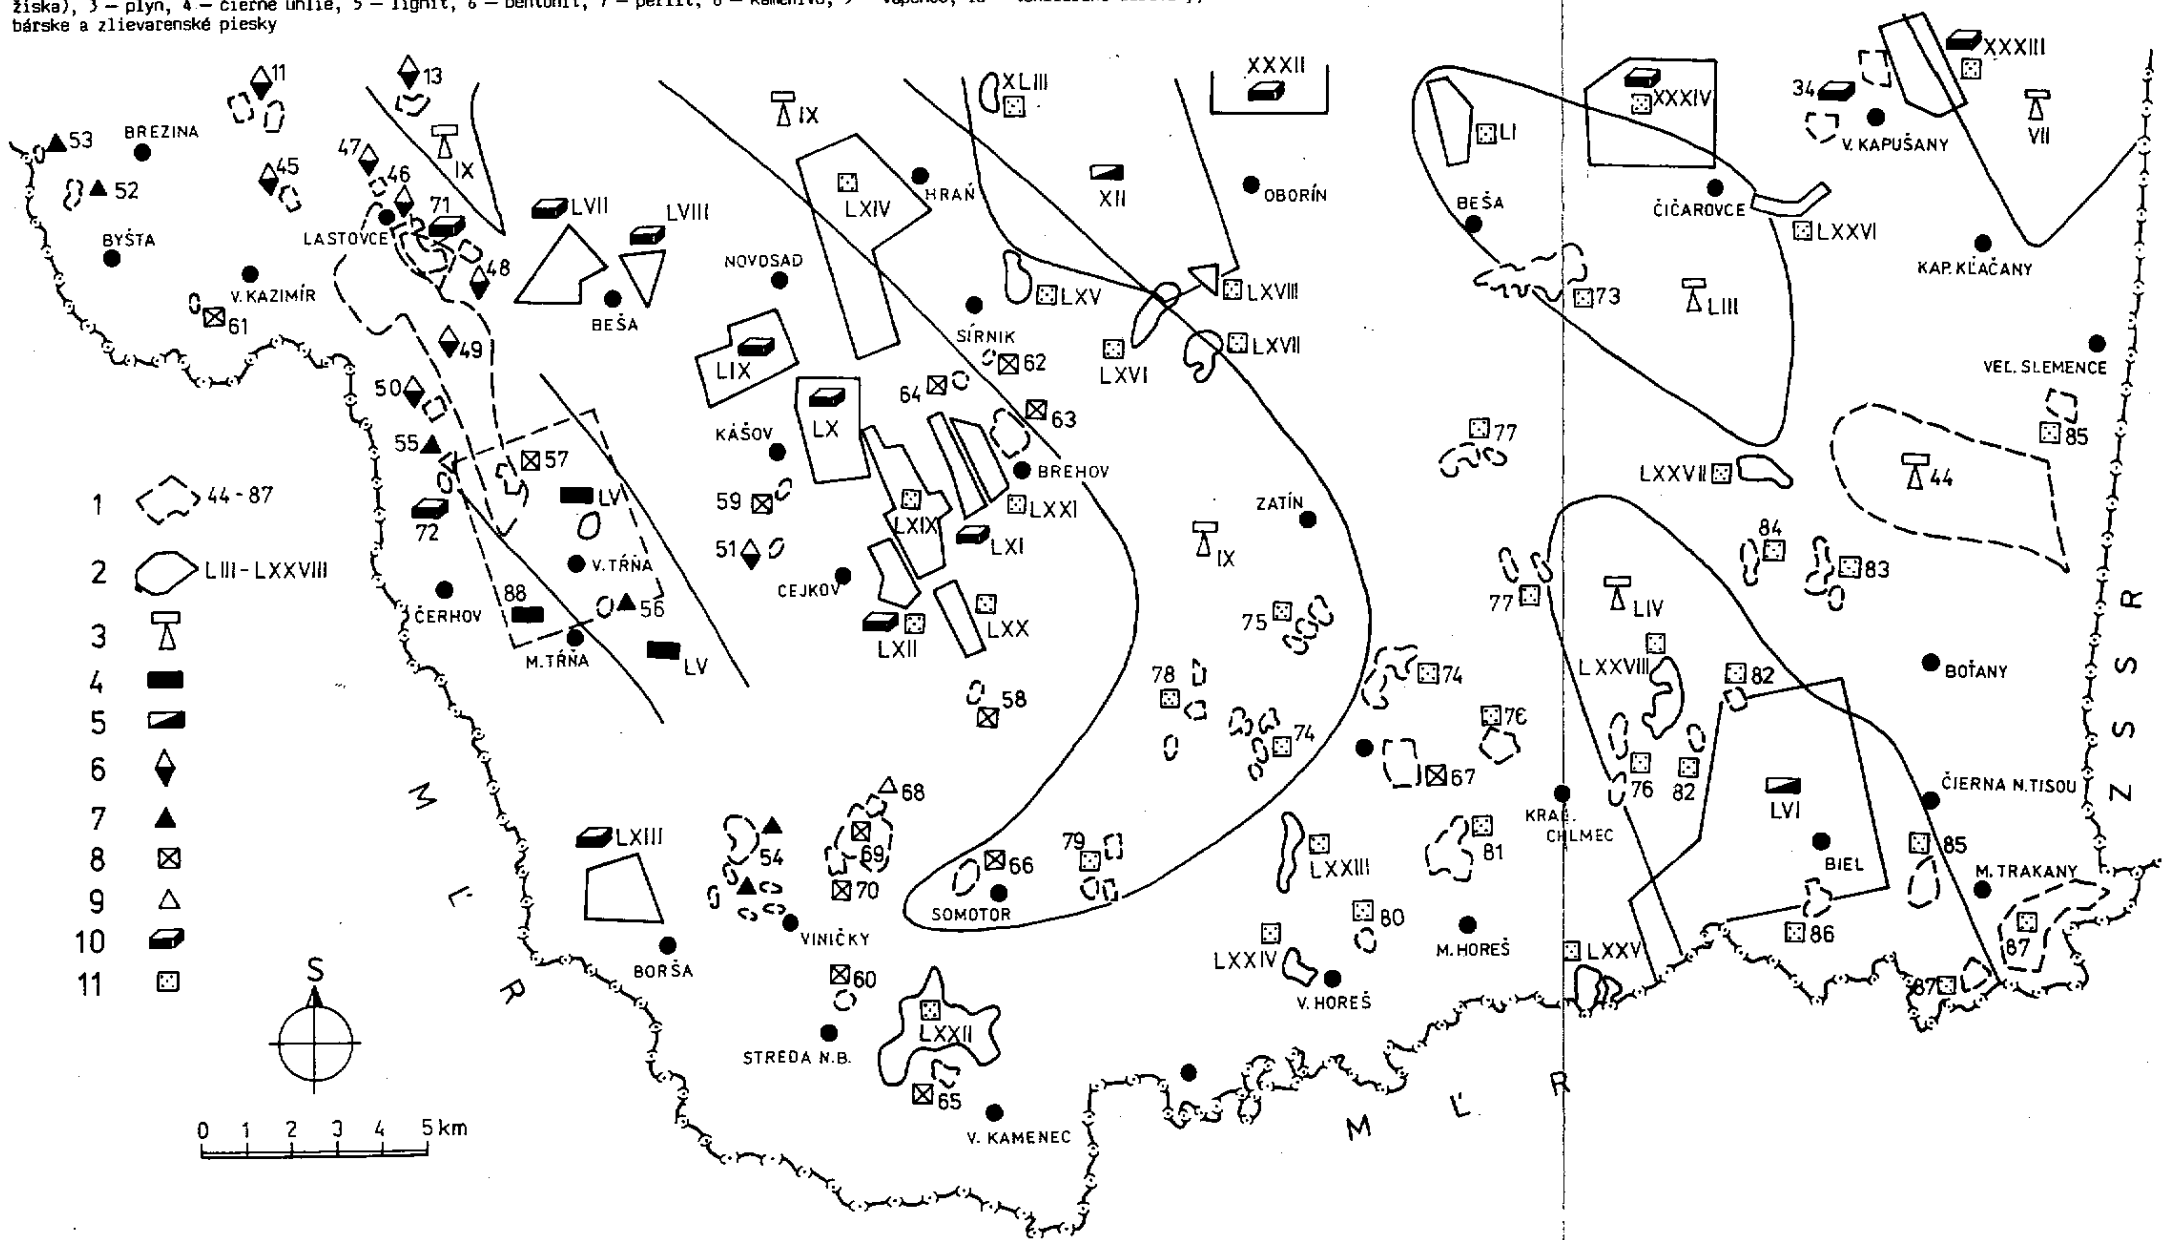 bárske a zlievarenské piesky
11
13
XLIII
XXXII
XXXIII
XXXIV
34
IX
VII
53
BREZINA
47
IX
LI
V. KAPUŠANY
52
45
46
71
LVII
LVIII
LXIV
HRAŇ
XII
OBORÍN
BEŠA
ČIČAROVCE
LXXVI
BYŠTA
LASTOVCE
48
NOVOSAD
KAP. KĽAČANY
V. KAZIMÍR
61
BEŠA
LXV
LXVIII
73
LIII
49
SÍRNIK
LXVI
LXVII
VEĽ. SLEMENCE
LIX
62
50
64
63
LX
KÁŠOV
77
85
55
57
BREHOV
LXXVII
44
1
44-87
LV
59
LXIX
LXXI
ZATÍN
72
51
LXI
IX
84
2
LIII-LXXVIII
V. TŔŇA
CEJKOV
83
ČERHOV
88
56
77
LIV
3
LXX
75
M. TŔŇA
LXII
LV
LXXVIII
BOŤANY
4
78
74
82
5
58
76
74
6
67
76
82
LVI
ČIERNA N.TISOU
68
KRAĽ.
CHLMEC
7
LXIII
54
69
79
81
BIEL
85
8
70
66
LXXIII
M. TRAKANY
9
SOMOTOR
80
10
VINIČKY
M. HOREŠ
86
87
BORŠA
LXXIV
LXXV
11
S
60
V. HOREŠ
87
LXXII
STREDA N.B.
65
V. KAMENEC
0 1 2 3 4 5 km
M Ľ R
M Ľ R
Z S S R